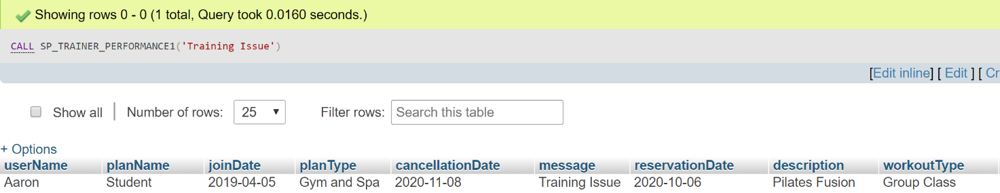 Showing rows 0 - 0 (1 total, Query took 0.0160 seconds.)
CALL SP_TRAINER_PERFORMANCE1('Training Issue')
[Edit inline] [ Edit ] [ Cr
Show all Number of rows: 25 Filter rows: Search this table
+ Options
userName planName joinDate planType cancellationDate message reservationDate description workoutType
Aaron Student 2019-04-05 Gym and Spa 2020-11-08 Training Issue 2020-10-06 Pilates Fusion Group Class